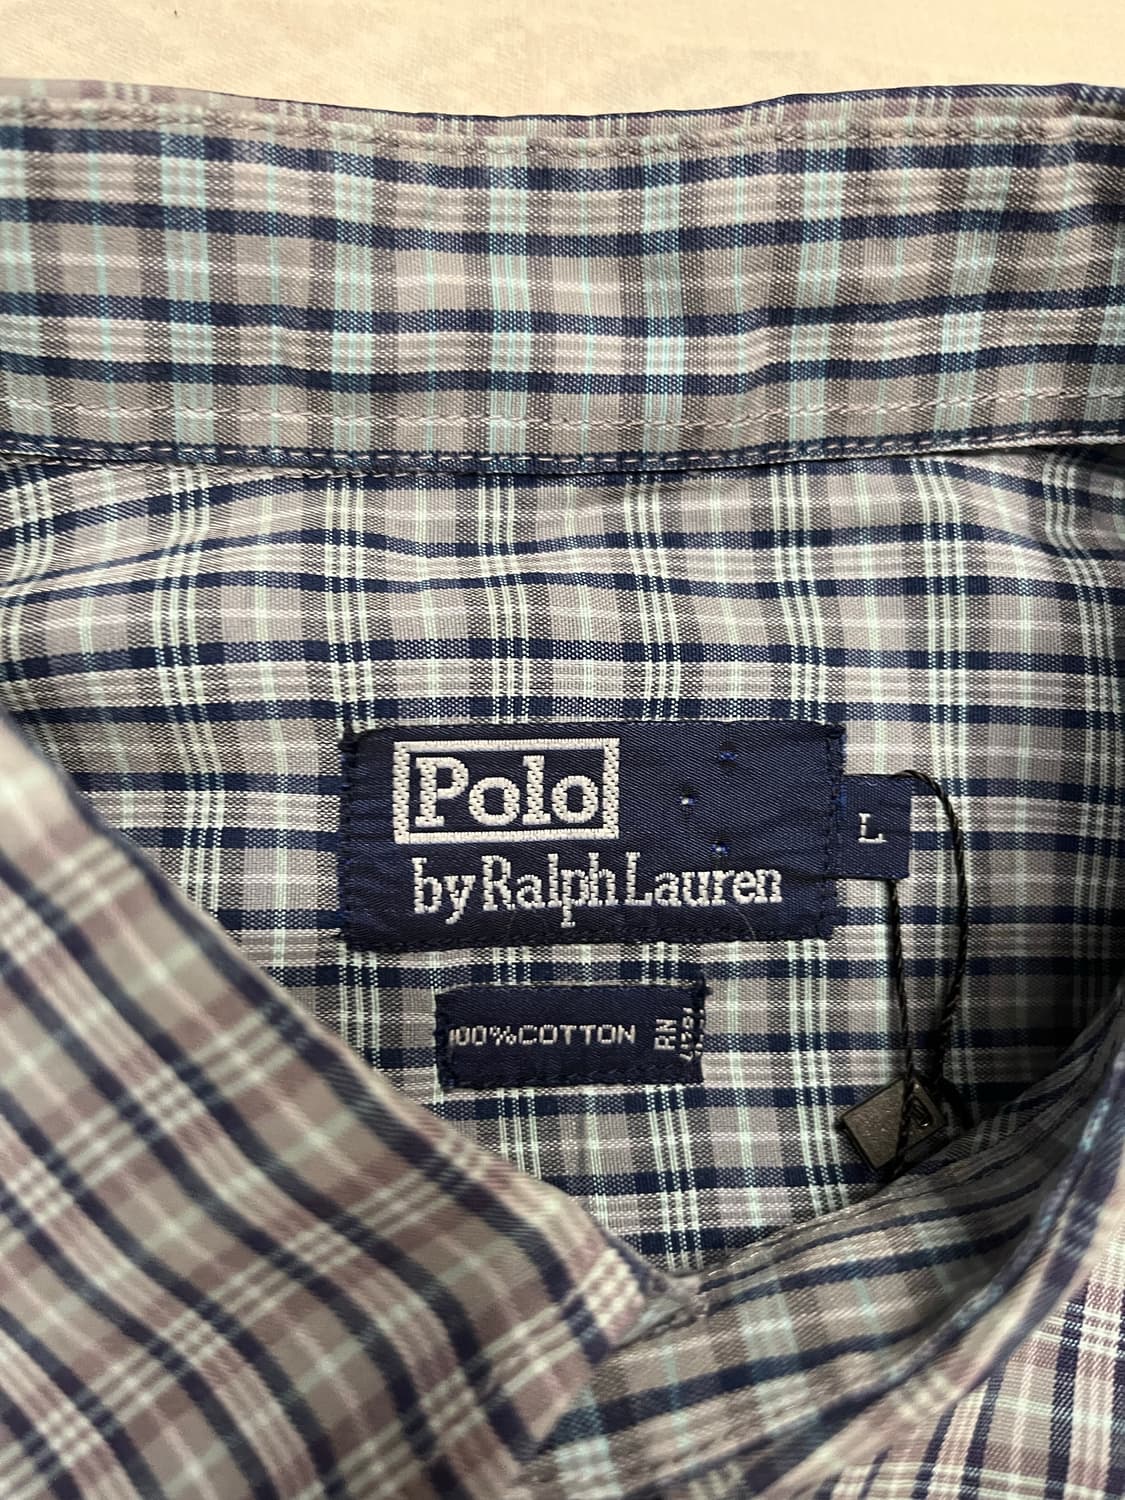 Polo
by Ralph Lauren
L
100% COTTON
RN